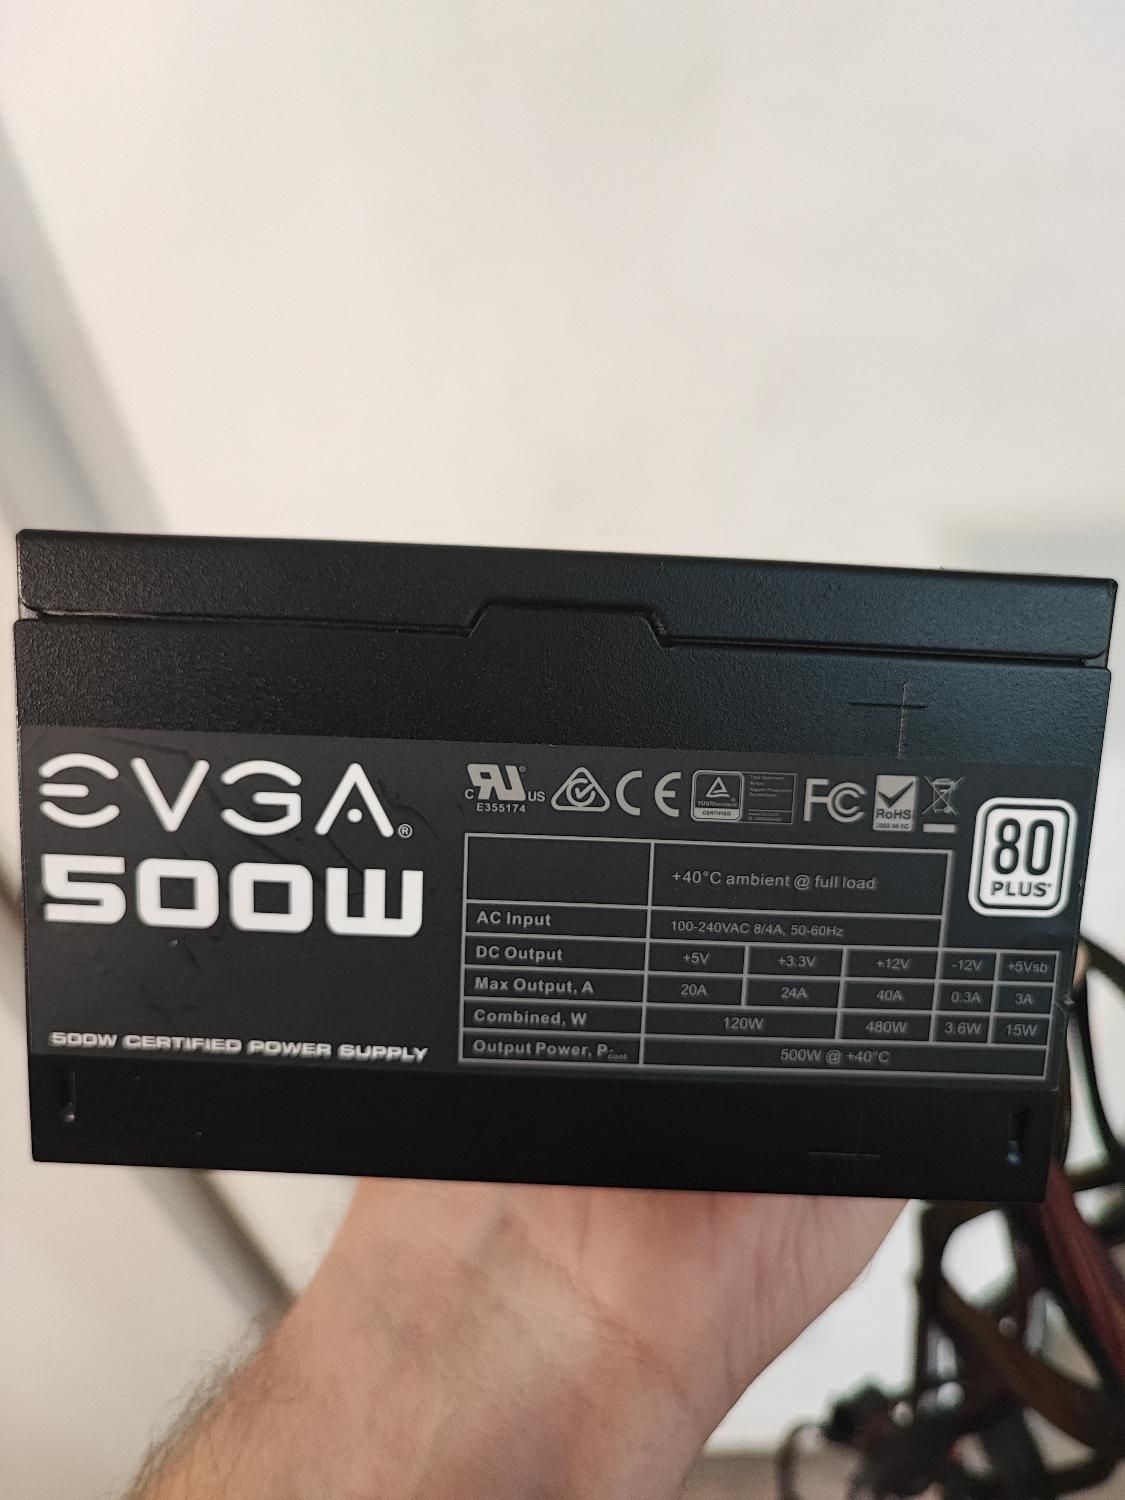 EVGA®
500W
500W CERTIFIED POWER SUPPLY
C RU® US
E355174
CE
TÜVRheinland
CERTIFIED
FC
RoHS
80
PLUS®
+40°C ambient @ full load
AC Input 100-240VAC 8/4A, 50-60Hz
DC Output +5V +3.3V +12V -12V +5Vsb
Max Output, A 20A 24A 40A 0.3A 3A
Combined, W 120W 480W 3.6W 15W
Output Power, Pcont. 500W @ +40°C